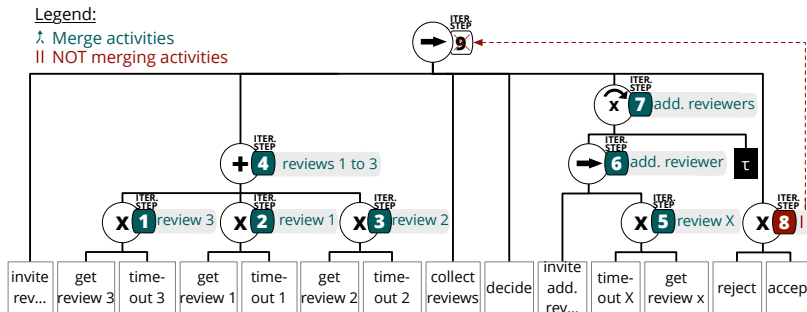 Legend:
Merge activities
II NOT merging activities
ITER.
STEP
9
ITER.
STEP
7 add. reviewers
x
ITER.
STEP
4 reviews 1 to 3
+
ITER.
STEP
6 add. reviewer
τ
ITER.
STEP
x 1 review 3
ITER.
STEP
x 2 review 1
ITER.
STEP
x 3 review 2
ITER.
STEP
x 5 review X
ITER.
STEP
x 8 I
invite
rev...
get
review 3
time-
out 3
get
review 1
time-
out 1
get
review 2
time-
out 2
collect
reviews
decide
invite
add.
rev...
time-
out X
get
review x
reject
accep